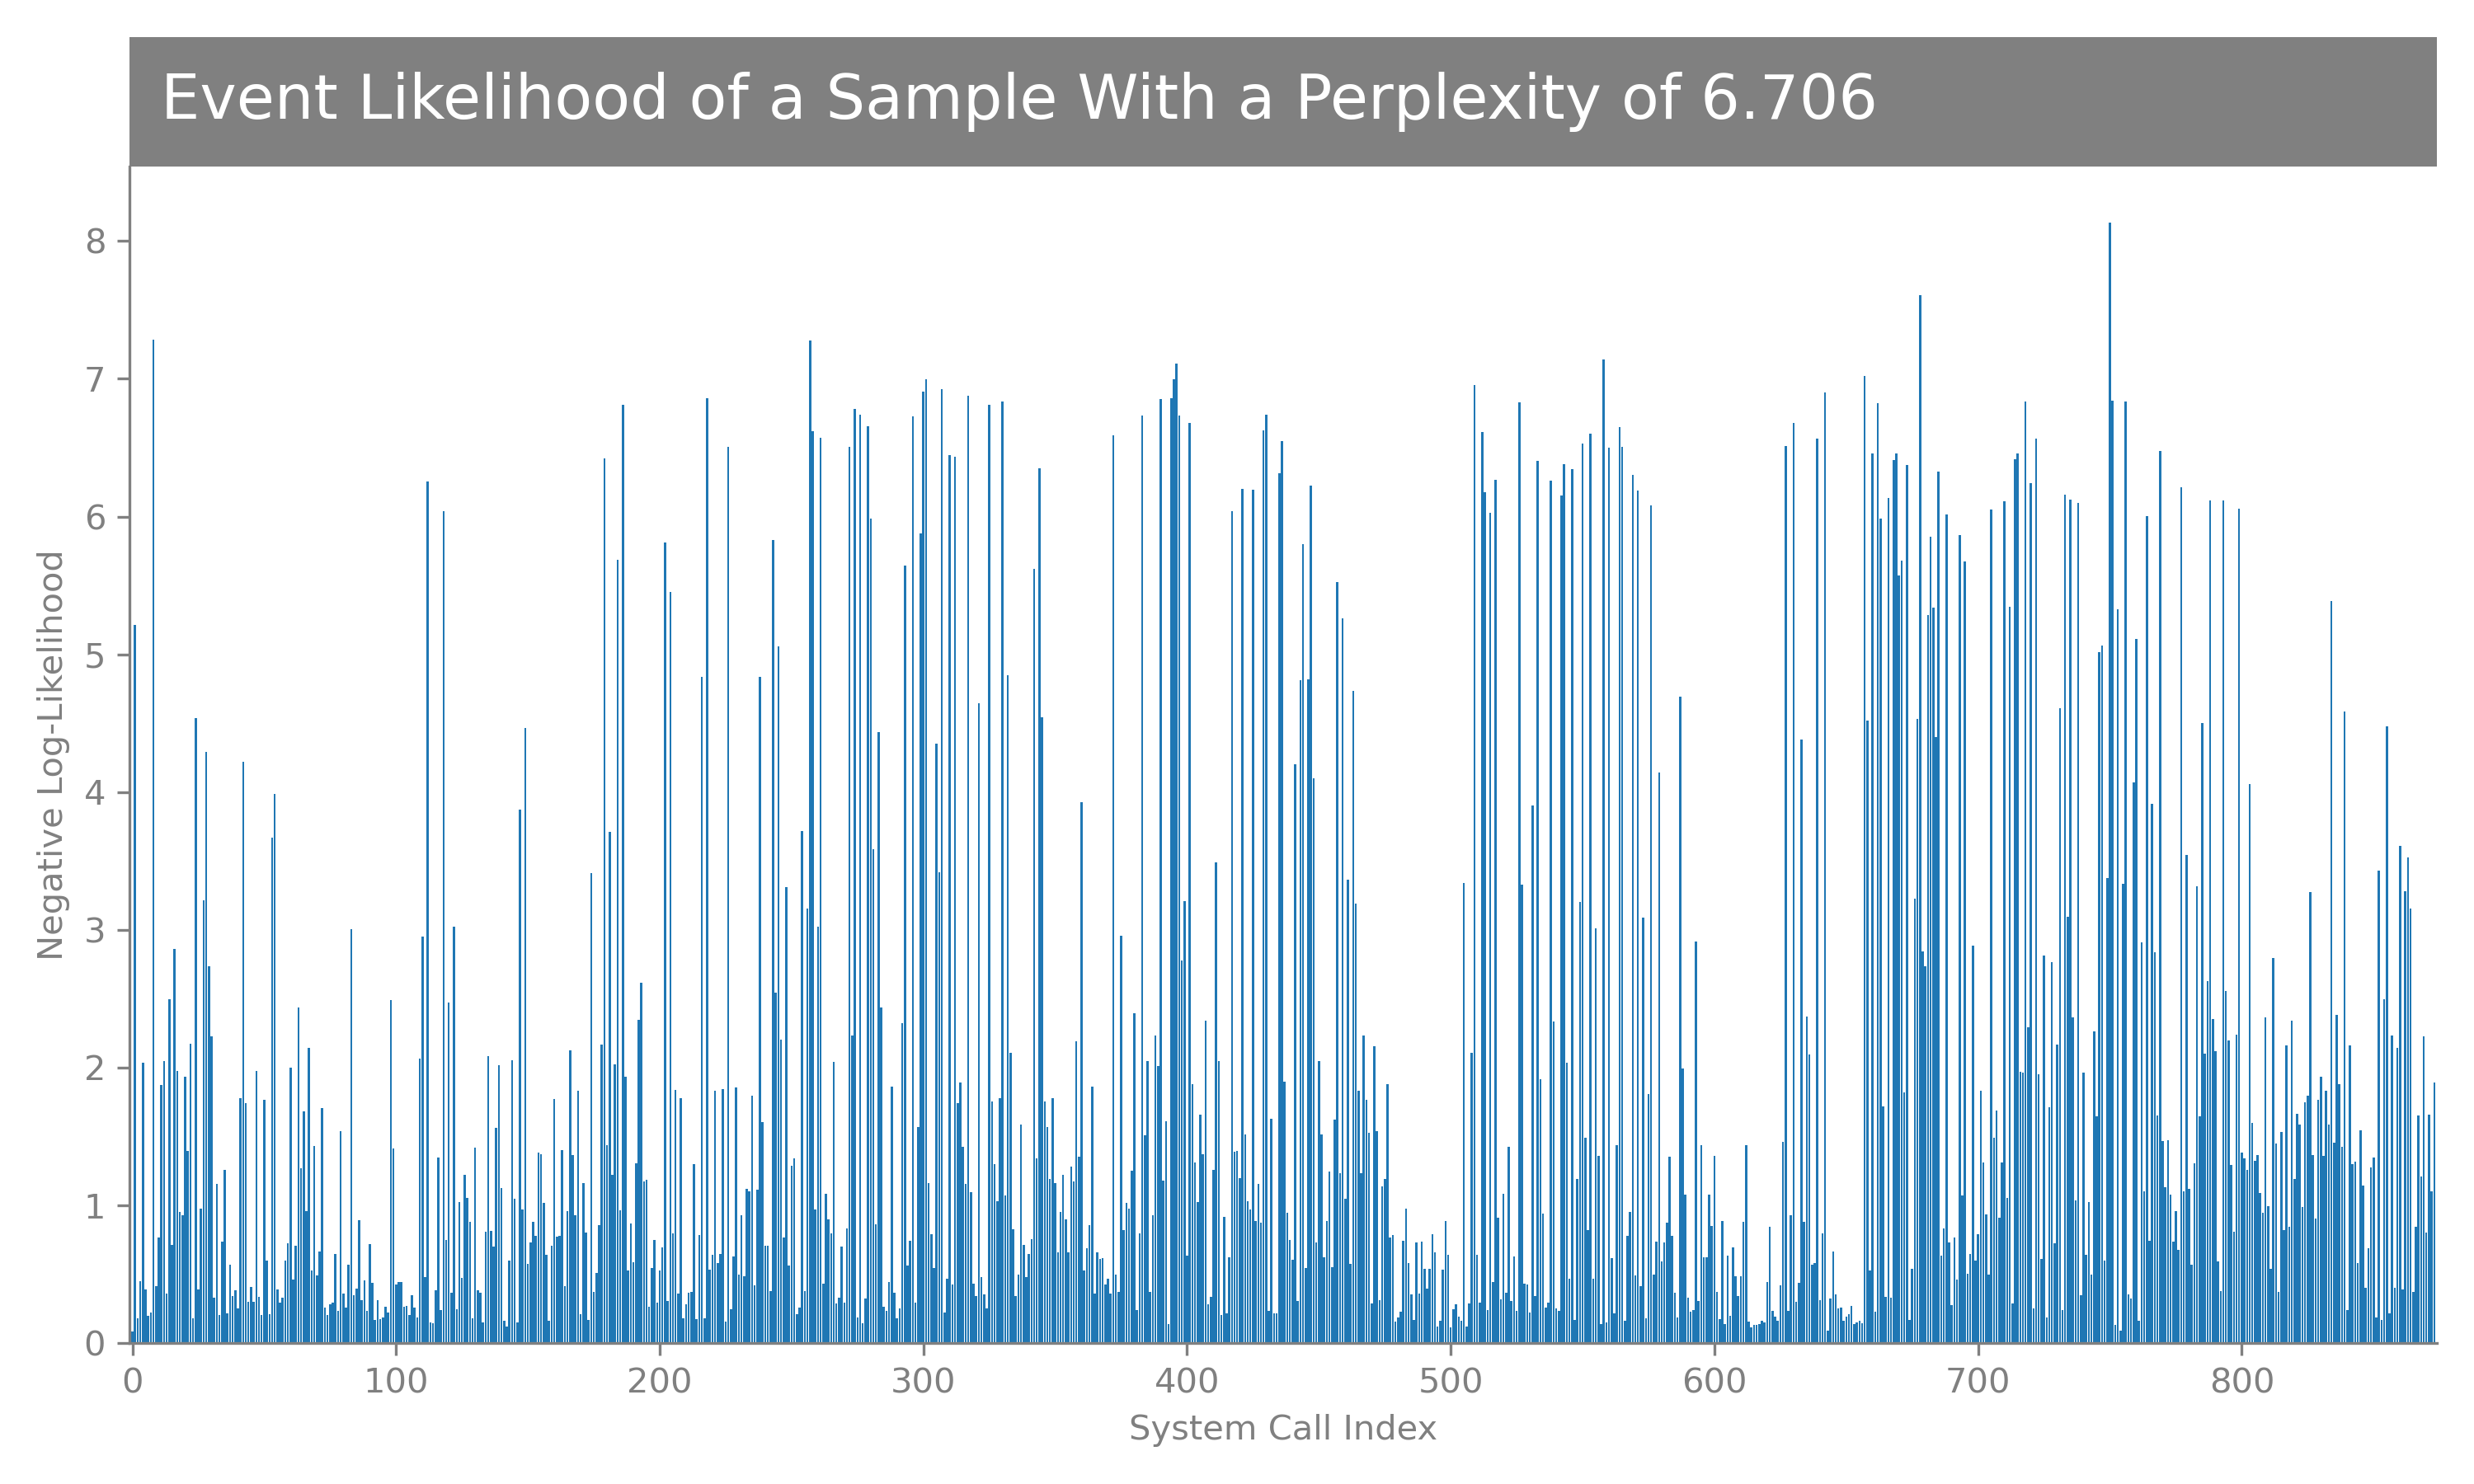 Event Likelihood of a Sample With a Perplexity of 6.706
Negative Log-Likelihood
8
7
6
5
4
3
2
1
0
0 100 200 300 400 500 600 700 800
System Call Index